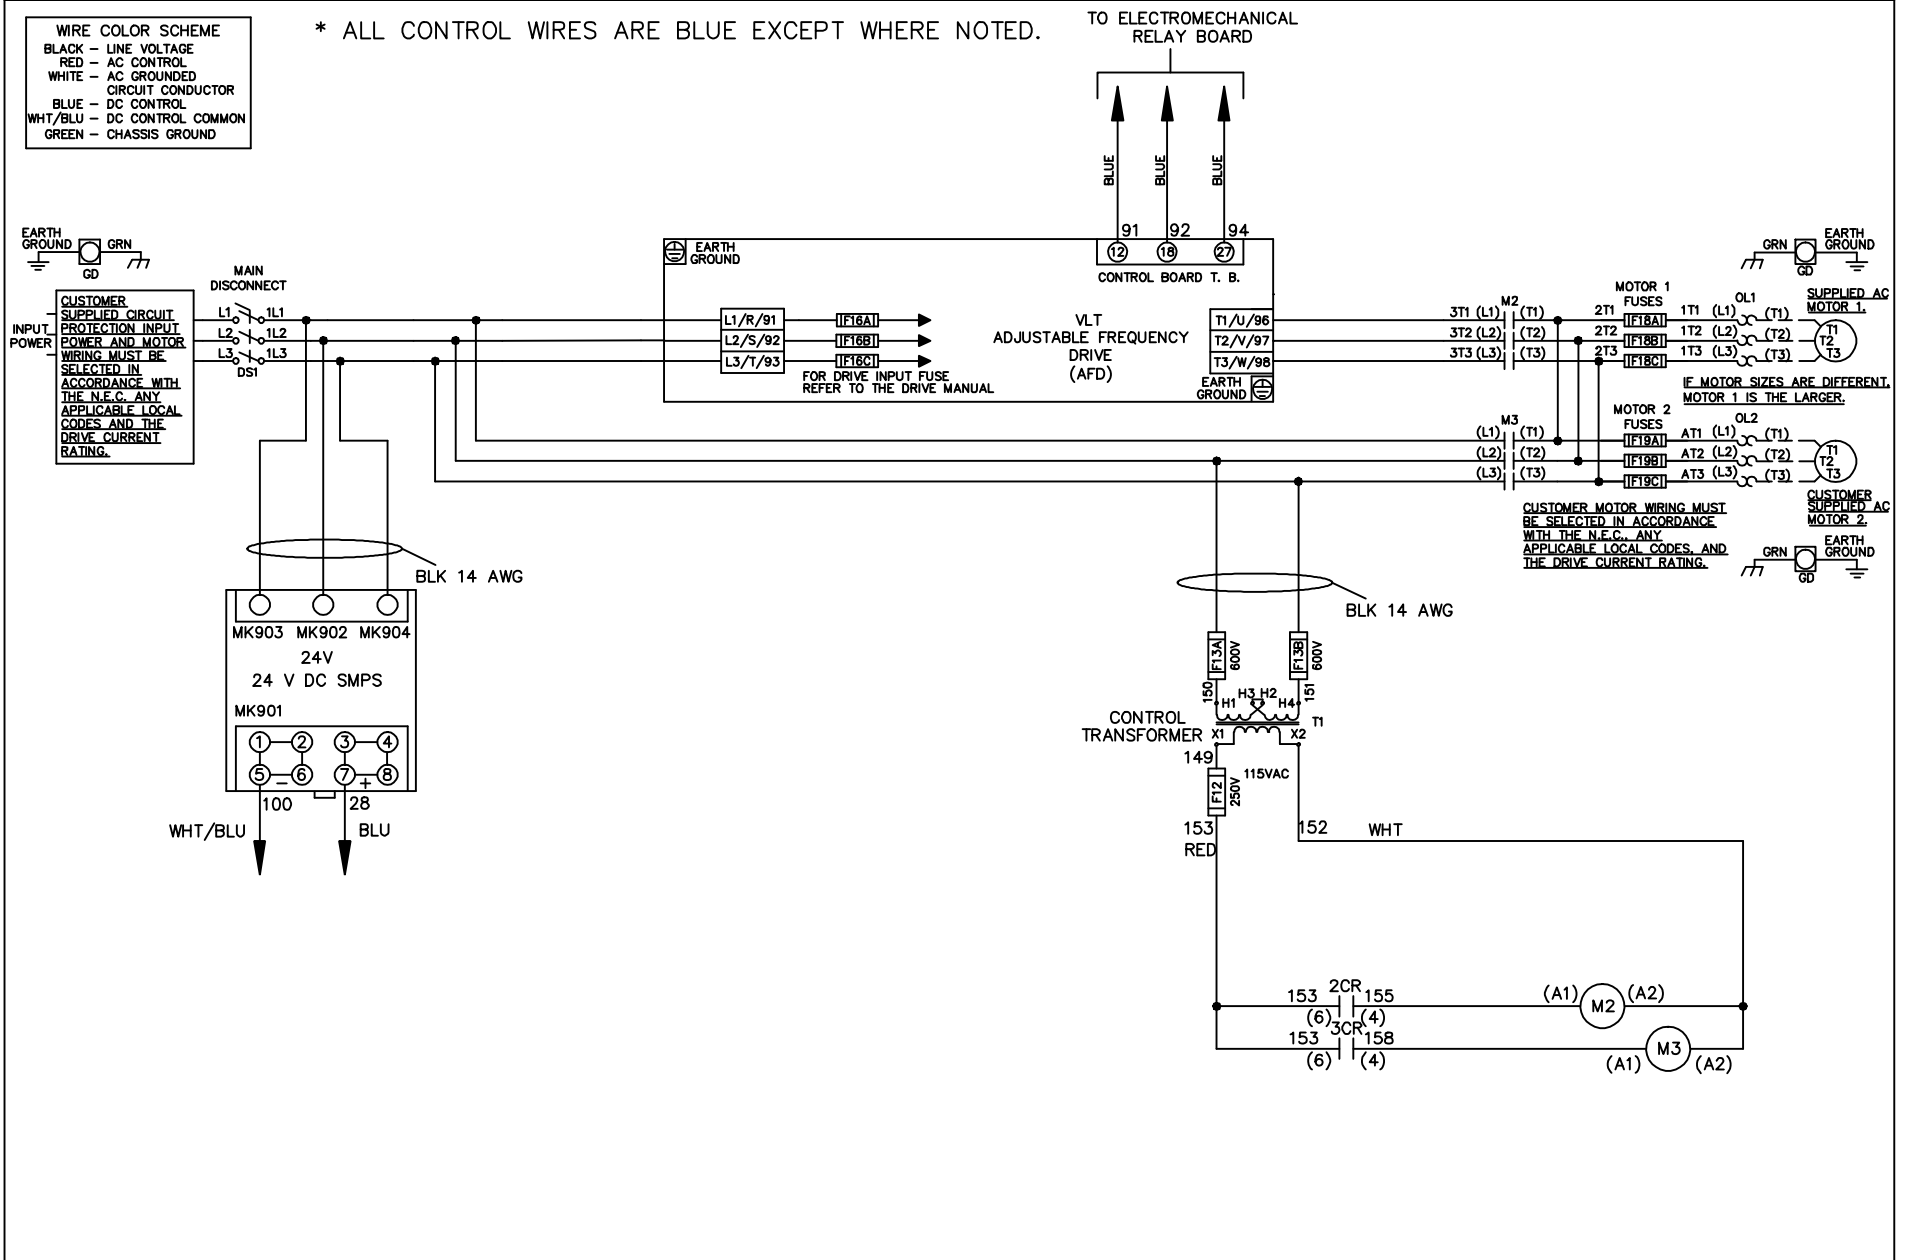 WIRE COLOR SCHEME
BLACK – LINE VOLTAGE
RED – AC CONTROL
WHITE – AC GROUNDED
CIRCUIT CONDUCTOR
BLUE – DC CONTROL
WHT/BLU – DC CONTROL COMMON
GREEN – CHASSIS GROUND
* ALL CONTROL WIRES ARE BLUE EXCEPT WHERE NOTED.
TO ELECTROMECHANICAL
RELAY BOARD
BLUE
BLUE
BLUE
91 92 94
12 18 27
CONTROL BOARD T. B.
EARTH
GROUND
GRN
GD
MAIN
DISCONNECT
L1 1L1
L2 1L2
L3 1L3
DS1
INPUT
POWER
CUSTOMER
SUPPLIED CIRCUIT
PROTECTION INPUT
POWER AND MOTOR
WIRING MUST BE
SELECTED IN
ACCORDANCE WITH
THE N.E.C. ANY
APPLICABLE LOCAL
CODES AND THE
DRIVE CURRENT
RATING.
EARTH
GROUND
L1/R/91
L2/S/92
L3/T/93
F16A
F16B
F16C
FOR DRIVE INPUT FUSE
REFER TO THE DRIVE MANUAL
VLT
ADJUSTABLE FREQUENCY
DRIVE
(AFD)
T1/U/96
T2/V/97
T3/W/98
EARTH
GROUND
M2
3T1 (L1) (T1)
3T2 (L2) (T2)
3T3 (L3) (T3)
2T1
2T2
2T3
MOTOR 1
FUSES
F18A
F18B
F18C
OL1
1T1 (L1) (T1)
1T2 (L2) (T2)
1T3 (L3) (T3)
GRN
GD
EARTH
GROUND
SUPPLIED AC
MOTOR 1.
T1
T2
T3
IF MOTOR SIZES ARE DIFFERENT,
MOTOR 1 IS THE LARGER.
M3
(L1) (T1)
(L2) (T2)
(L3) (T3)
MOTOR 2
FUSES
F19A
F19B
F19C
OL2
AT1 (L1) (T1)
AT2 (L2) (T2)
AT3 (L3) (T3)
T1
T2
T3
CUSTOMER
SUPPLIED AC
MOTOR 2.
CUSTOMER MOTOR WIRING MUST
BE SELECTED IN ACCORDANCE
WITH THE N.E.C., ANY
APPLICABLE LOCAL CODES, AND
THE DRIVE CURRENT RATING.
GRN
GD
EARTH
GROUND
BLK 14 AWG
MK903 MK902 MK904
24V
24 V DC SMPS
MK901
1 2 3 4
5 – 6 7 + 8
100 28
WHT/BLU BLU
BLK 14 AWG
F13A
600V
F13B
600V
150
151
H1 H3 H2 H4
T1
CONTROL
TRANSFORMER
X1 X2
149
115VAC
F12
250V
153
RED
152 WHT
153 2CR 155
(6) (4)
(A1) M2 (A2)
153 3CR 158
(6) (4)
(A1) M3 (A2)